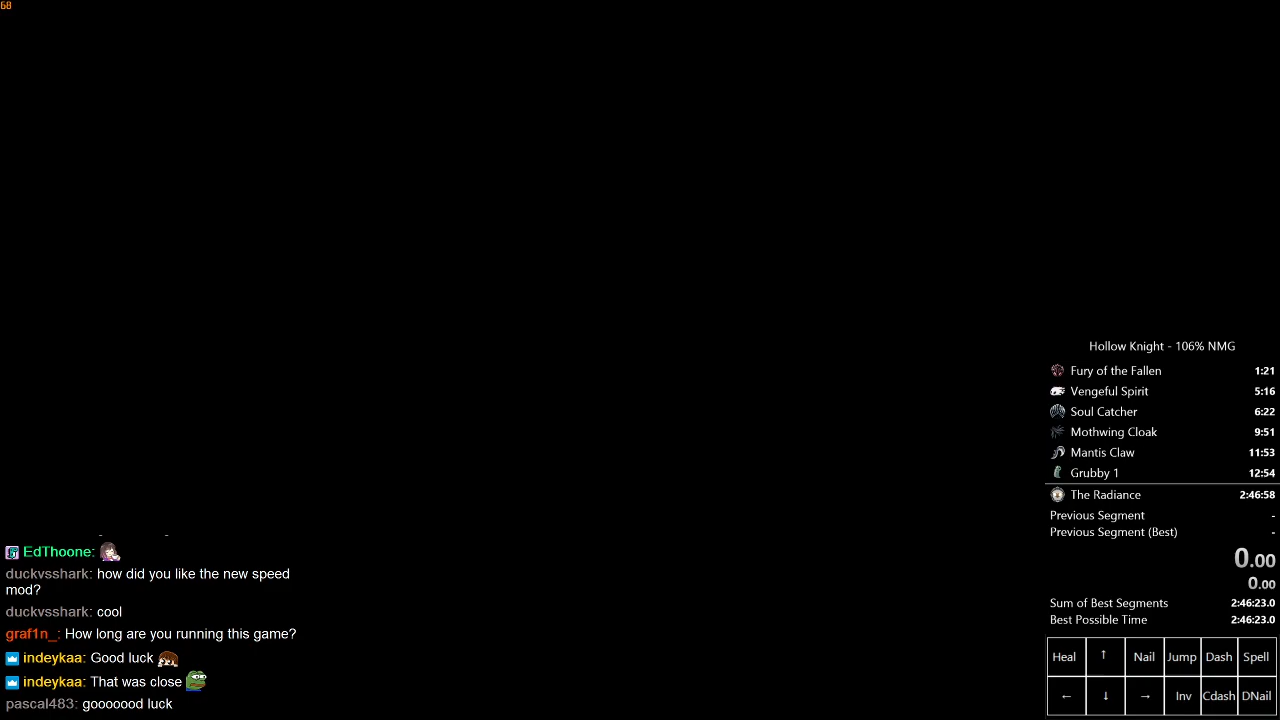 68
Hollow Knight - 106% NMG
Fury of the Fallen 1:21
Vengeful Spirit 5:16
Soul Catcher 6:22
Mothwing Cloak 9:51
Mantis Claw 11:53
Grubby 1 12:54
The Radiance 2:46:58
Previous Segment -
Previous Segment (Best) -
0.00
0.00
Sum of Best Segments 2:46:23.0
Best Possible Time 2:46:23.0
Heal ↑ Nail Jump Dash Spell
← ↓ → Inv Cdash DNail
EdThoone:
duckvsshark: how did you like the new speed
mod?
duckvsshark: cool
graf1n_: How long are you running this game?
indeykaa: Good luck
indeykaa: That was close
pascal483: gooooood luck